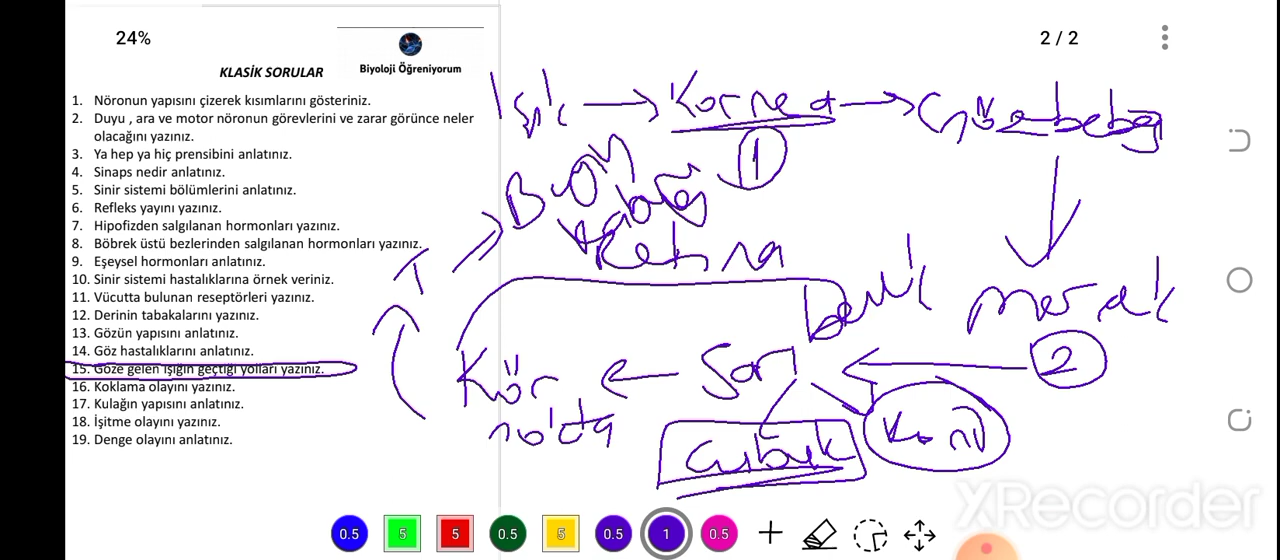 24%
2 / 2
KLASİK SORULAR
Biyoloji Öğreniyorum
1. Nöronun yapısını çizerek kısımlarını gösteriniz.
2. Duyu , ara ve motor nöronun görevlerini ve zarar görünce neler
olacağını yazınız.
3. Ya hep ya hiç prensibini anlatınız.
4. Sinaps nedir anlatınız.
5. Sinir sistemi bölümlerini anlatınız.
6. Refleks yayını yazınız.
7. Hipofizden salgılanan hormonları yazınız.
8. Böbrek üstü bezlerinden salgılanan hormonları yazınız.
9. Eşeysel hormonları anlatınız.
10. Sinir sistemi hastalıklarına örnek veriniz.
11. Vücutta bulunan reseptörleri yazınız.
12. Derinin tabakalarını yazınız.
13. Gözün yapısını anlatınız.
14. Göz hastalıklarını anlatınız.
15. Göze gelen ışığın geçtiği yolları yazınız.
16. Koklama olayını yazınız.
17. Kulağın yapısını anlatınız.
18. İşitme olayını yazınız.
19. Denge olayını anlatınız.
Işık → Kornea → Gözbebeği
1
mercek
2
Sarı benek
Retina
Kör
nokta
Çubuk
Koni
T
kabuğu
0.5 5 5 0.5 5 0.5 1 0.5
XRecorder